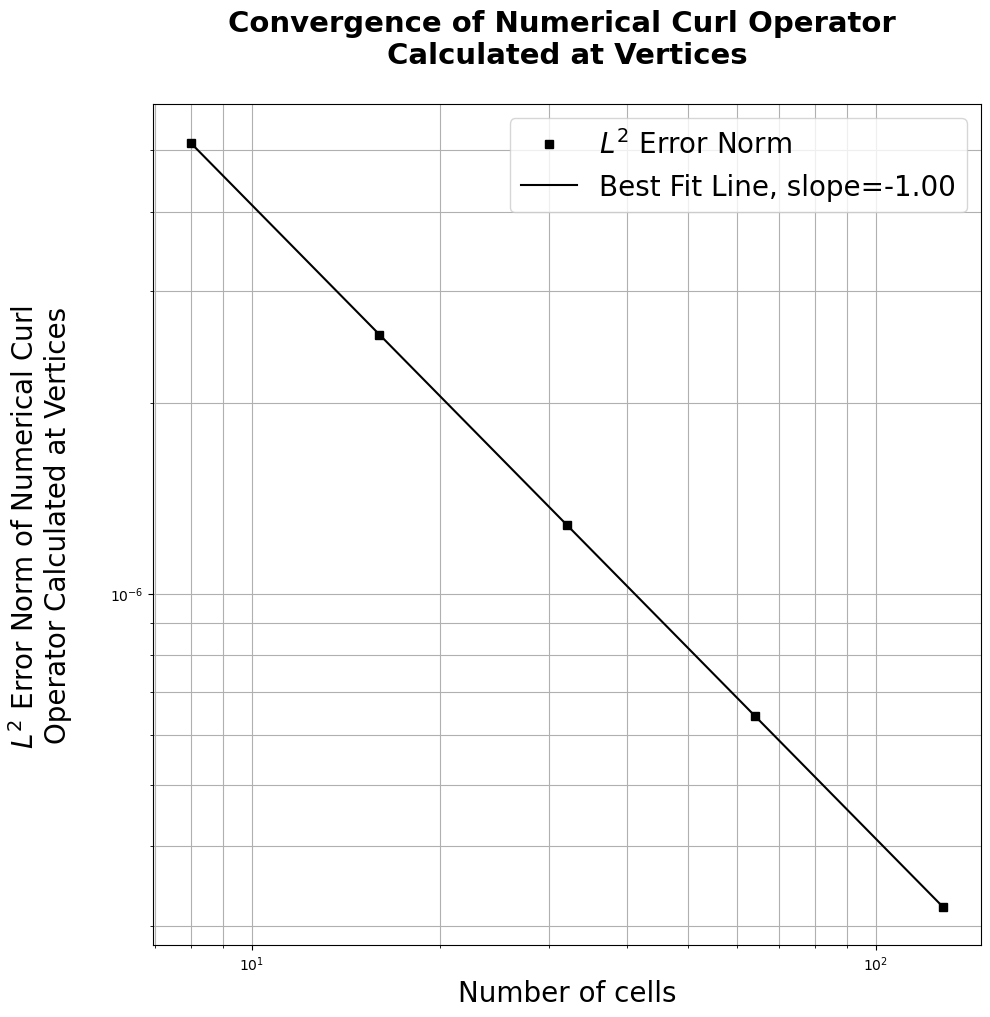 Convergence of Numerical Curl Operator
Calculated at Vertices
L² Error Norm
Best Fit Line, slope=-1.00
L² Error Norm of Numerical Curl
Operator Calculated at Vertices
10⁻⁶
10¹
10²
Number of cells